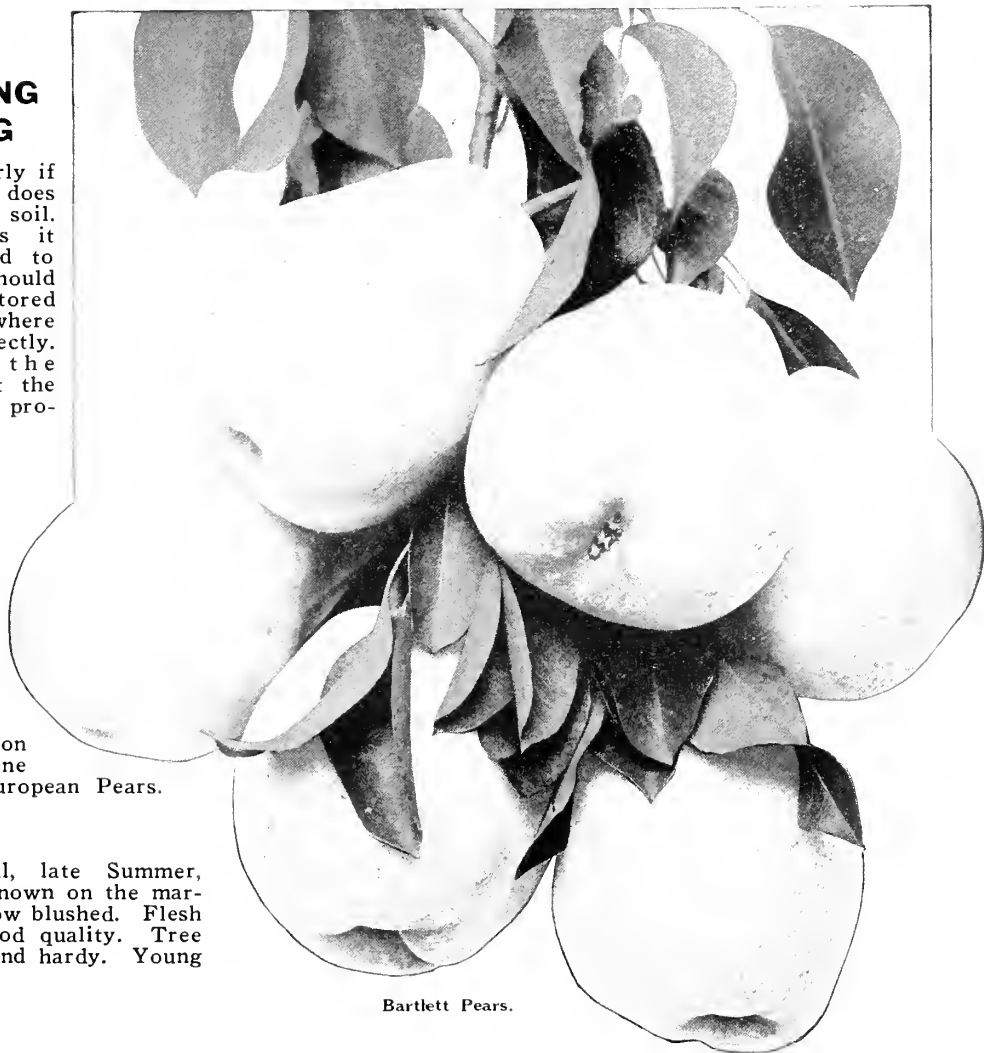 NG
G
rly if
does
soil.
s it
d to
hould
tored
where
ectly.
the
t the
pro-
on
ne
uropean Pears.
l, late Summer,
nown on the mar-
ow blushed. Flesh
od quality. Tree
nd hardy. Young
Bartlett Pears.